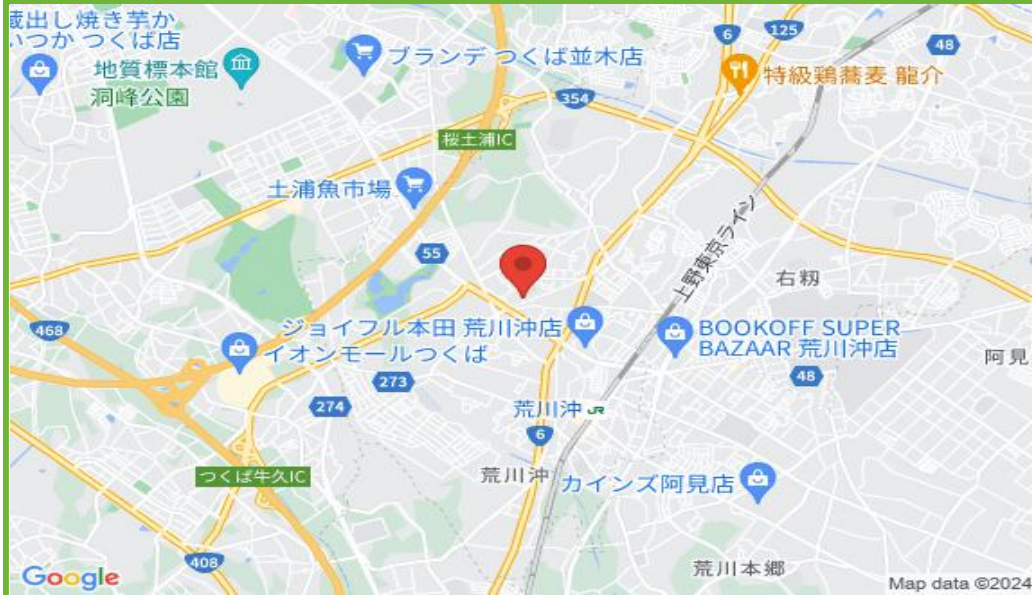 蔵出し焼き芋か
いつか つくば店
地質標本館
洞峰公園
ブランデ つくば並木店
6
125
48
特級鶏蕎麦 龍介
354
桜土浦IC
土浦魚市場
55
上野東京ライン
右籾
468
ジョイフル本田 荒川沖店
イオンモールつくば
BOOKOFF SUPER
BAZAAR 荒川沖店
阿見
273
48
274
荒川沖 JR
6
つくば牛久IC
荒川沖
カインズ阿見店
408
荒川本郷
Google
Map data ©2024